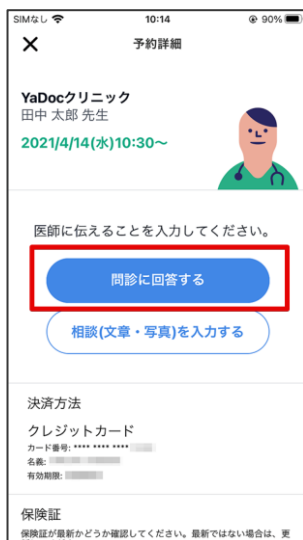 SIMなし 10:14 90%
予約詳細
YaDocクリニック
田中 太郎 先生
2021/4/14(水)10:30〜
医師に伝えることを入力してください。
問診に回答する
相談(文章・写真)を入力する
決済方法
クレジットカード
カード番号: **** **** ****
名義:
有効期限:
保険証
保険証が最新かどうか確認してください。最新ではない場合は、更